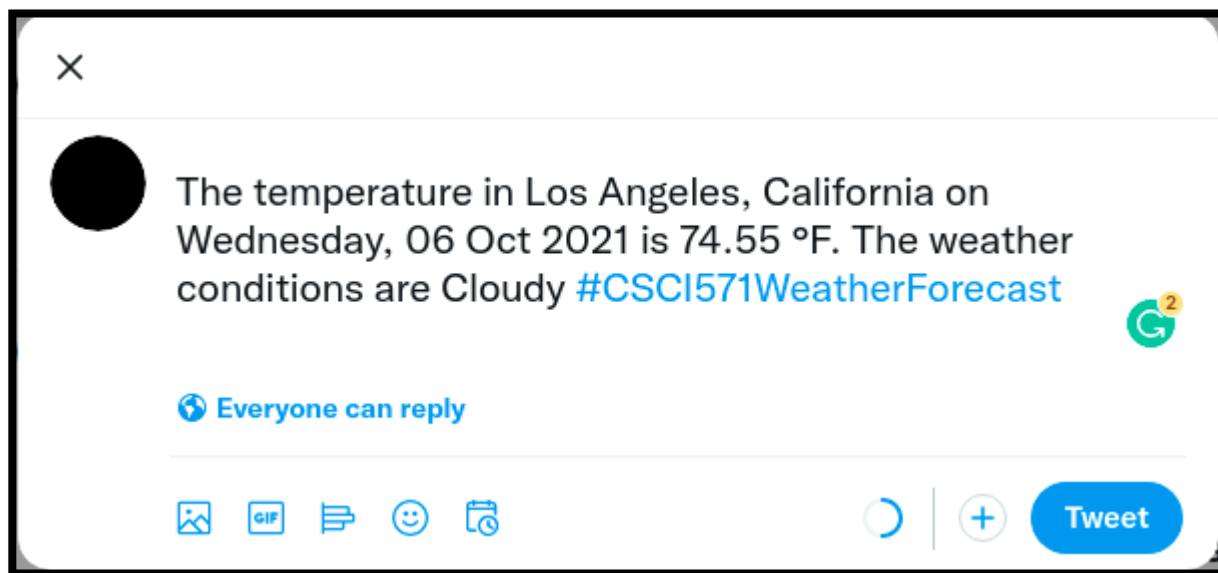 The temperature in Los Angeles, California on
Wednesday, 06 Oct 2021 is 74.55 °F. The weather
conditions are Cloudy #CSCI571WeatherForecast
2
Everyone can reply
GIF
Tweet